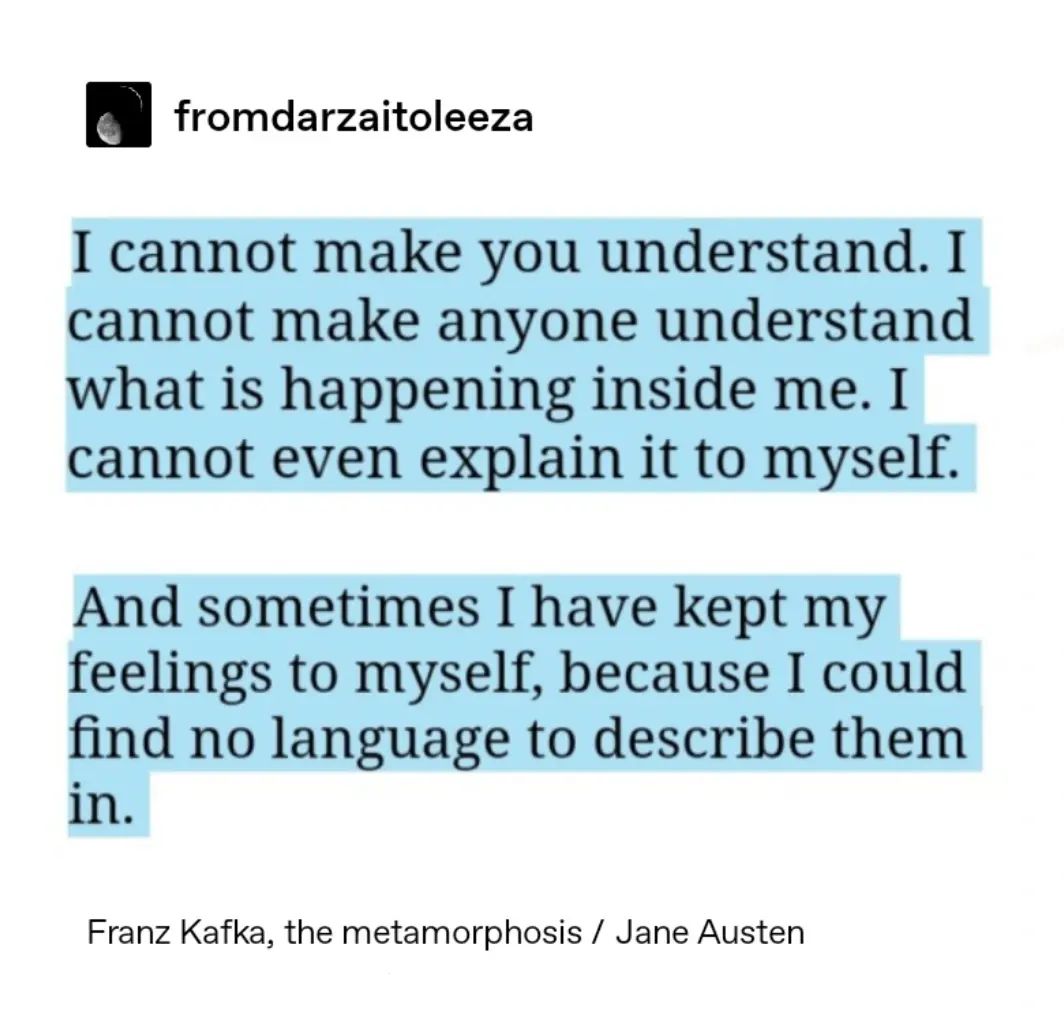 fromdarzaitoleeza
I cannot make you understand. I
cannot make anyone understand
what is happening inside me. I
cannot even explain it to myself.
And sometimes I have kept my
feelings to myself, because I could
find no language to describe them
in.
Franz Kafka, the metamorphosis / Jane Austen